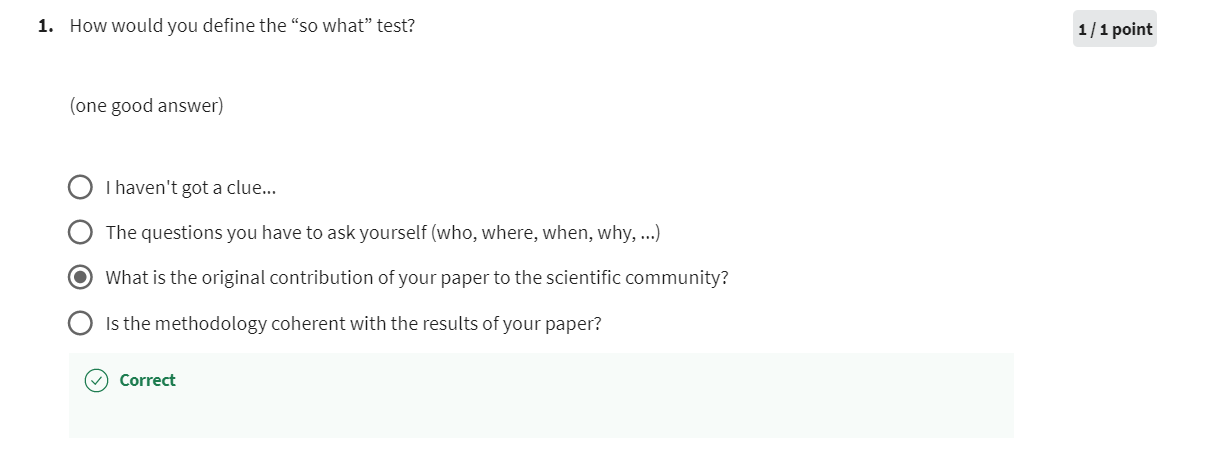 1. How would you define the “so what” test?
1 / 1 point
(one good answer)
I haven't got a clue...
The questions you have to ask yourself (who, where, when, why, ...)
What is the original contribution of your paper to the scientific community?
Is the methodology coherent with the results of your paper?
Correct